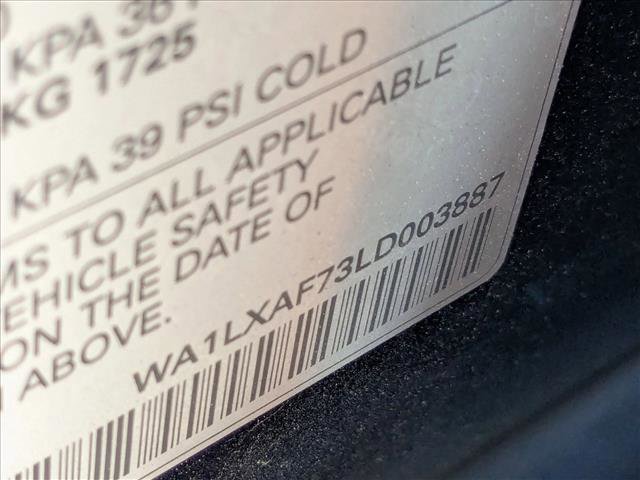 KPA 36
KG 1725
KPA 39 PSI COLD
MS TO ALL APPLICABLE
EHICLE SAFETY
ON THE DATE OF
ABOVE.
WA1LXAF73LD003887